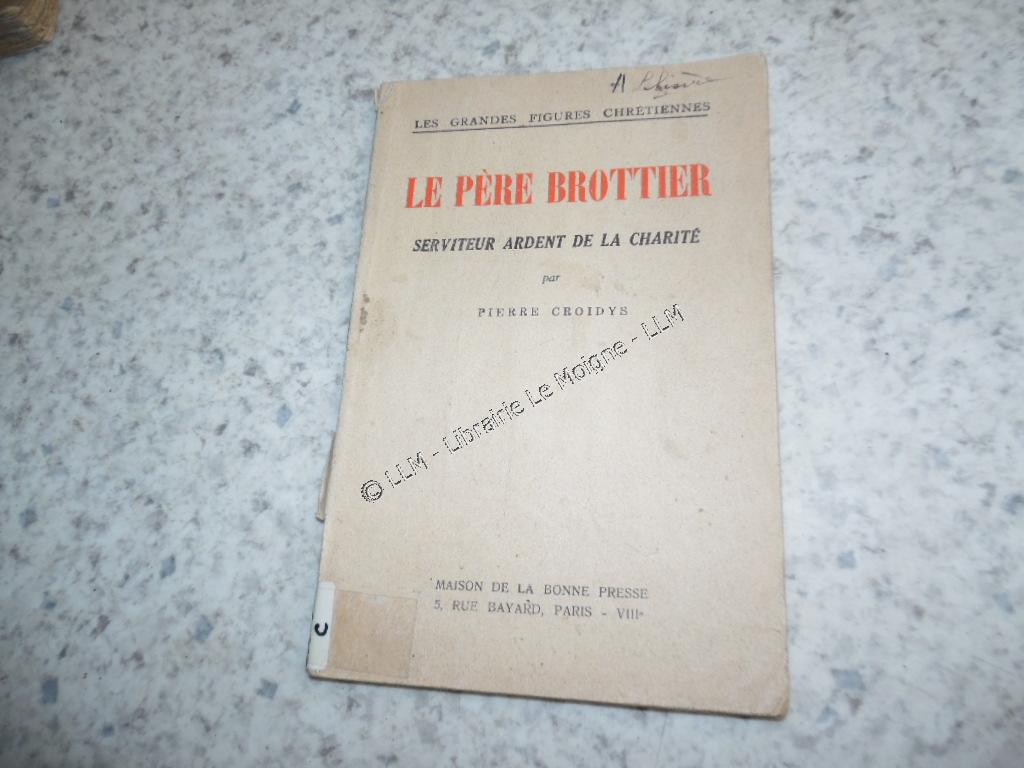 A
LES GRANDES FIGURES CHRÉTIENNES
LE PÈRE BROTTIER
SERVITEUR ARDENT DE LA CHARITÉ
par
PIERRE CROIDYS
© LLM - Librairie Le Moigne - LLM
MAISON DE LA BONNE PRESSE
5, RUE BAYARD, PARIS - VIIIe
C